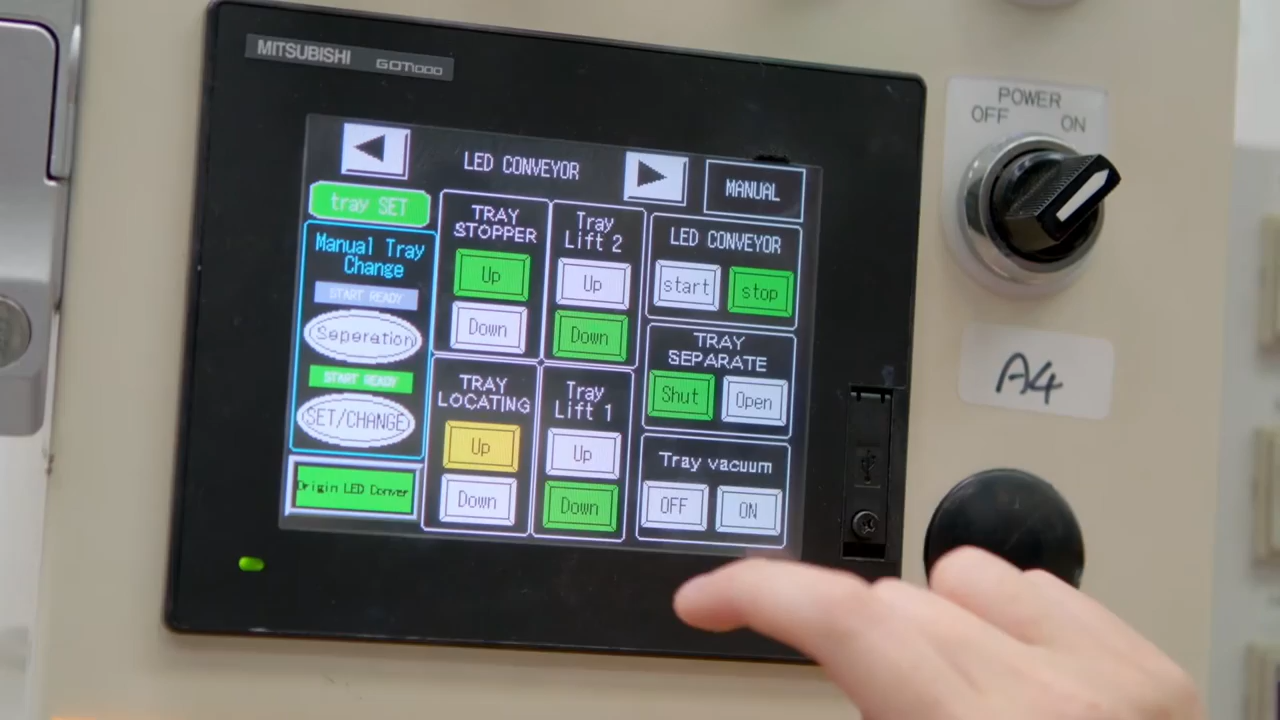 MITSUBISHI GOT1000
POWER
OFF ON
LED CONVEYOR
MANUAL
tray SET
Manual Tray
Change
START READY
Seperation
START READY
SET/CHANGE
Origin LED Conver
TRAY
STOPPER
Up
Down
Tray
Lift 2
Up
Down
LED CONVEYOR
start stop
TRAY
SEPARATE
Shut Open
TRAY
LOCATING
Up
Down
Tray
Lift 1
Up
Down
Tray vacuum
OFF ON
A4